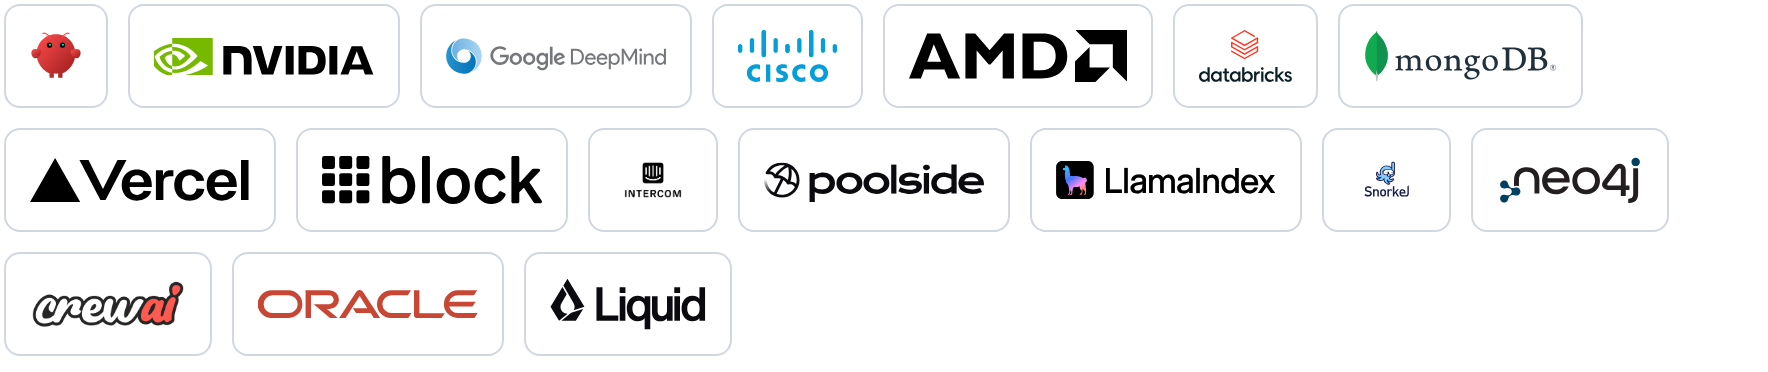 NVIDIA
Google DeepMind
CISCO
AMD
databricks
mongoDB®
Vercel
block
INTERCOM
poolside
LlamaIndex
Snorkel
neo4j
crewai
ORACLE
Liquid